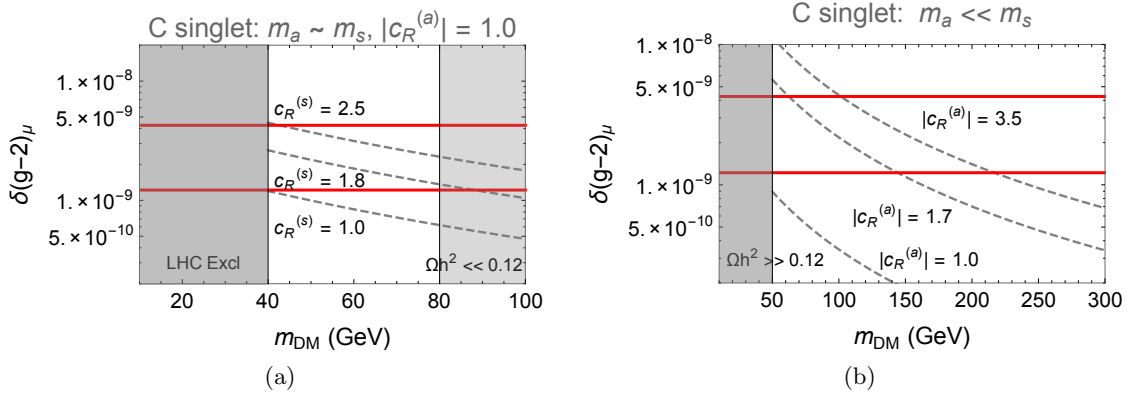 C singlet: m_a ~ m_s, |c_R^(a)| = 1.0
δ(g−2)_μ
1. × 10^−8
5. × 10^−9
1. × 10^−9
5. × 10^−10
c_R^(s) = 2.5
c_R^(s) = 1.8
c_R^(s) = 1.0
LHC Excl
Ωh^2 << 0.12
20 40 60 80 100
m_DM (GeV)
(a)
C singlet: m_a << m_s
δ(g−2)_μ
1. × 10^−8
5. × 10^−9
1. × 10^−9
5. × 10^−10
|c_R^(a)| = 3.5
|c_R^(a)| = 1.7
|c_R^(a)| = 1.0
Ωh^2 >> 0.12
50 100 150 200 250 300
m_DM (GeV)
(b)